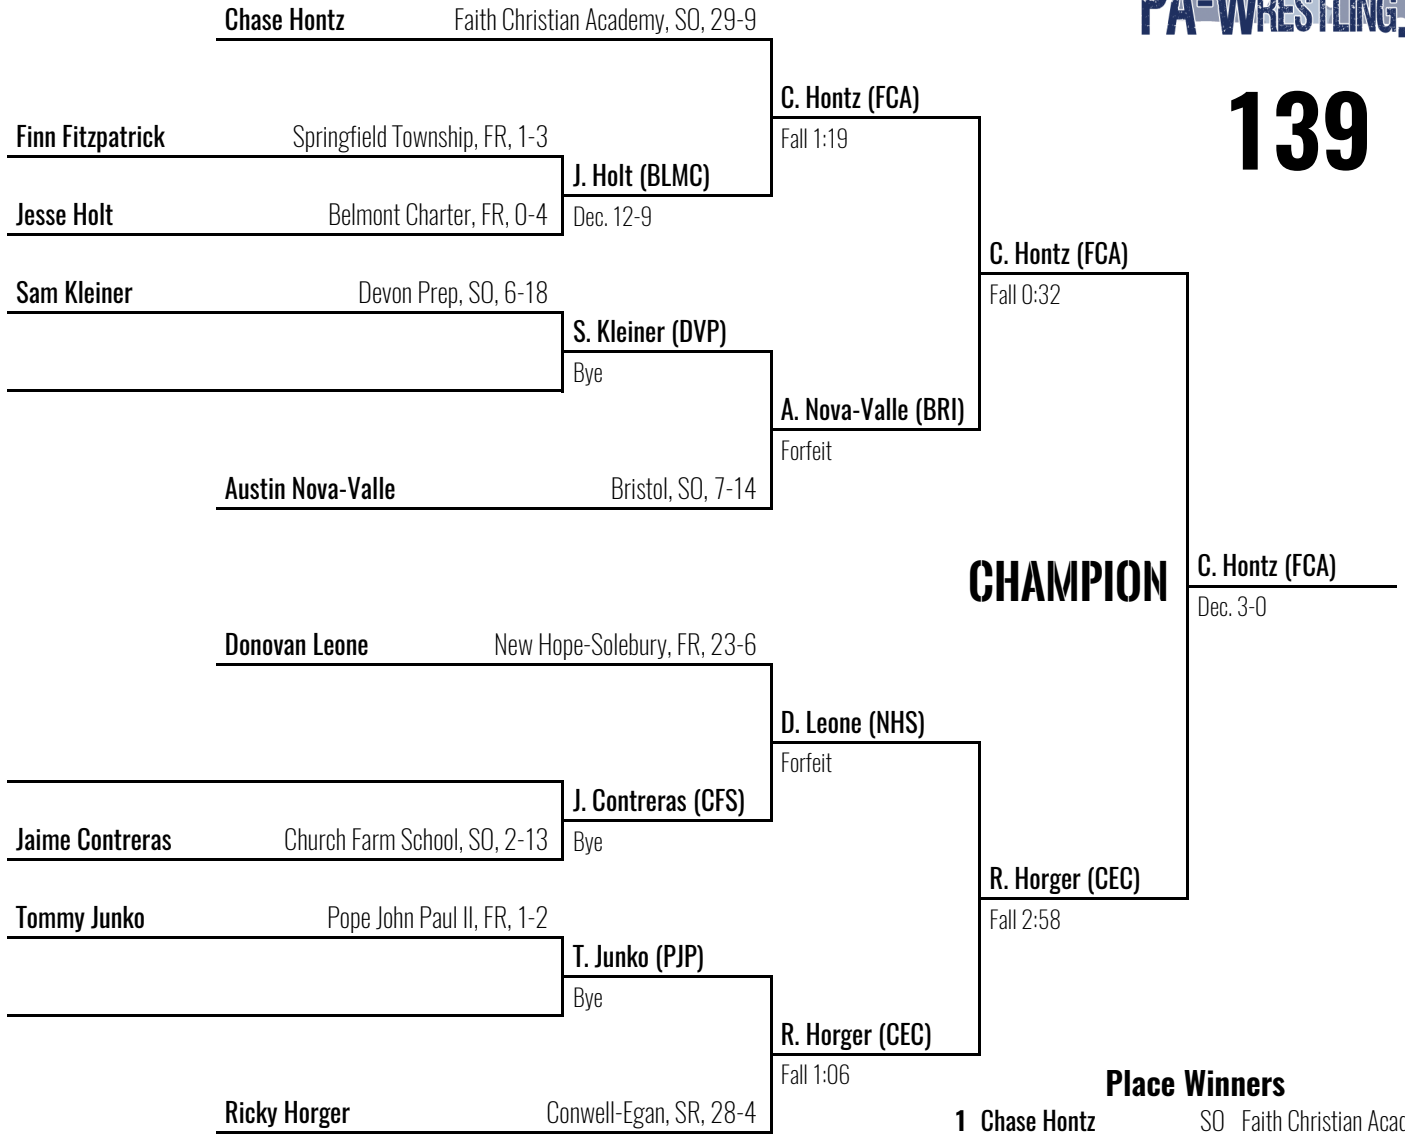 Chase Hontz Faith Christian Academy, SO, 29-9
PA-WRESTLING.
139
C. Hontz (FCA)
Fall 1:19
Finn Fitzpatrick Springfield Township, FR, 1-3
J. Holt (BLMC)
Jesse Holt Belmont Charter, FR, 0-4
Dec. 12-9
C. Hontz (FCA)
Fall 0:32
Sam Kleiner Devon Prep, SO, 6-18
S. Kleiner (DVP)
Bye
A. Nova-Valle (BRI)
Forfeit
Austin Nova-Valle Bristol, SO, 7-14
CHAMPION
C. Hontz (FCA)
Dec. 3-0
Donovan Leone New Hope-Solebury, FR, 23-6
D. Leone (NHS)
Forfeit
J. Contreras (CFS)
Jaime Contreras Church Farm School, SO, 2-13
Bye
R. Horger (CEC)
Fall 2:58
Tommy Junko Pope John Paul II, FR, 1-2
T. Junko (PJP)
Bye
R. Horger (CEC)
Fall 1:06
Ricky Horger Conwell-Egan, SR, 28-4
Place Winners
1 Chase Hontz SO Faith Christian Acad